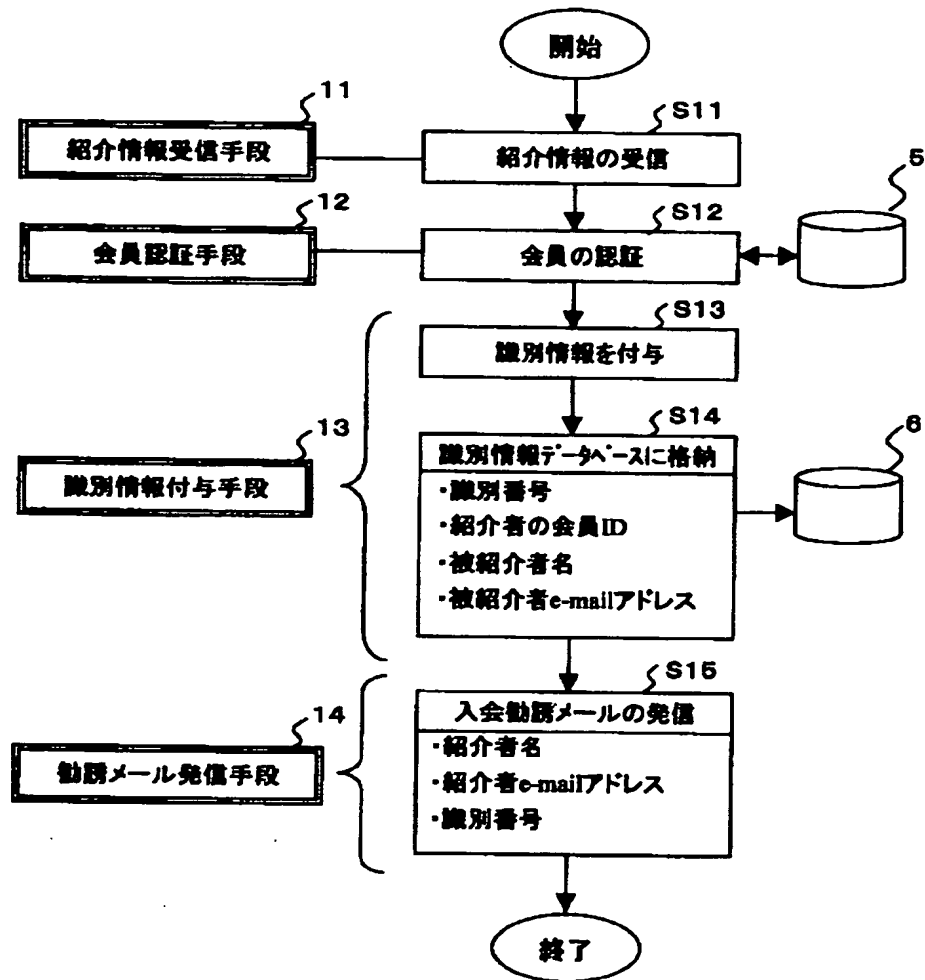 開始
11
S11
紹介情報受信手段
紹介情報の受信
5
12
S12
会員認証手段
会員の認証
S13
識別情報を付与
13
S14
6
識別情報付与手段
識別情報データベースに格納
・識別番号
・紹介者の会員ID
・被紹介者名
・被紹介者e-mailアドレス
14
S15
勧誘メール発信手段
入会勧誘メールの発信
・紹介者名
・紹介者e-mailアドレス
・識別番号
終了